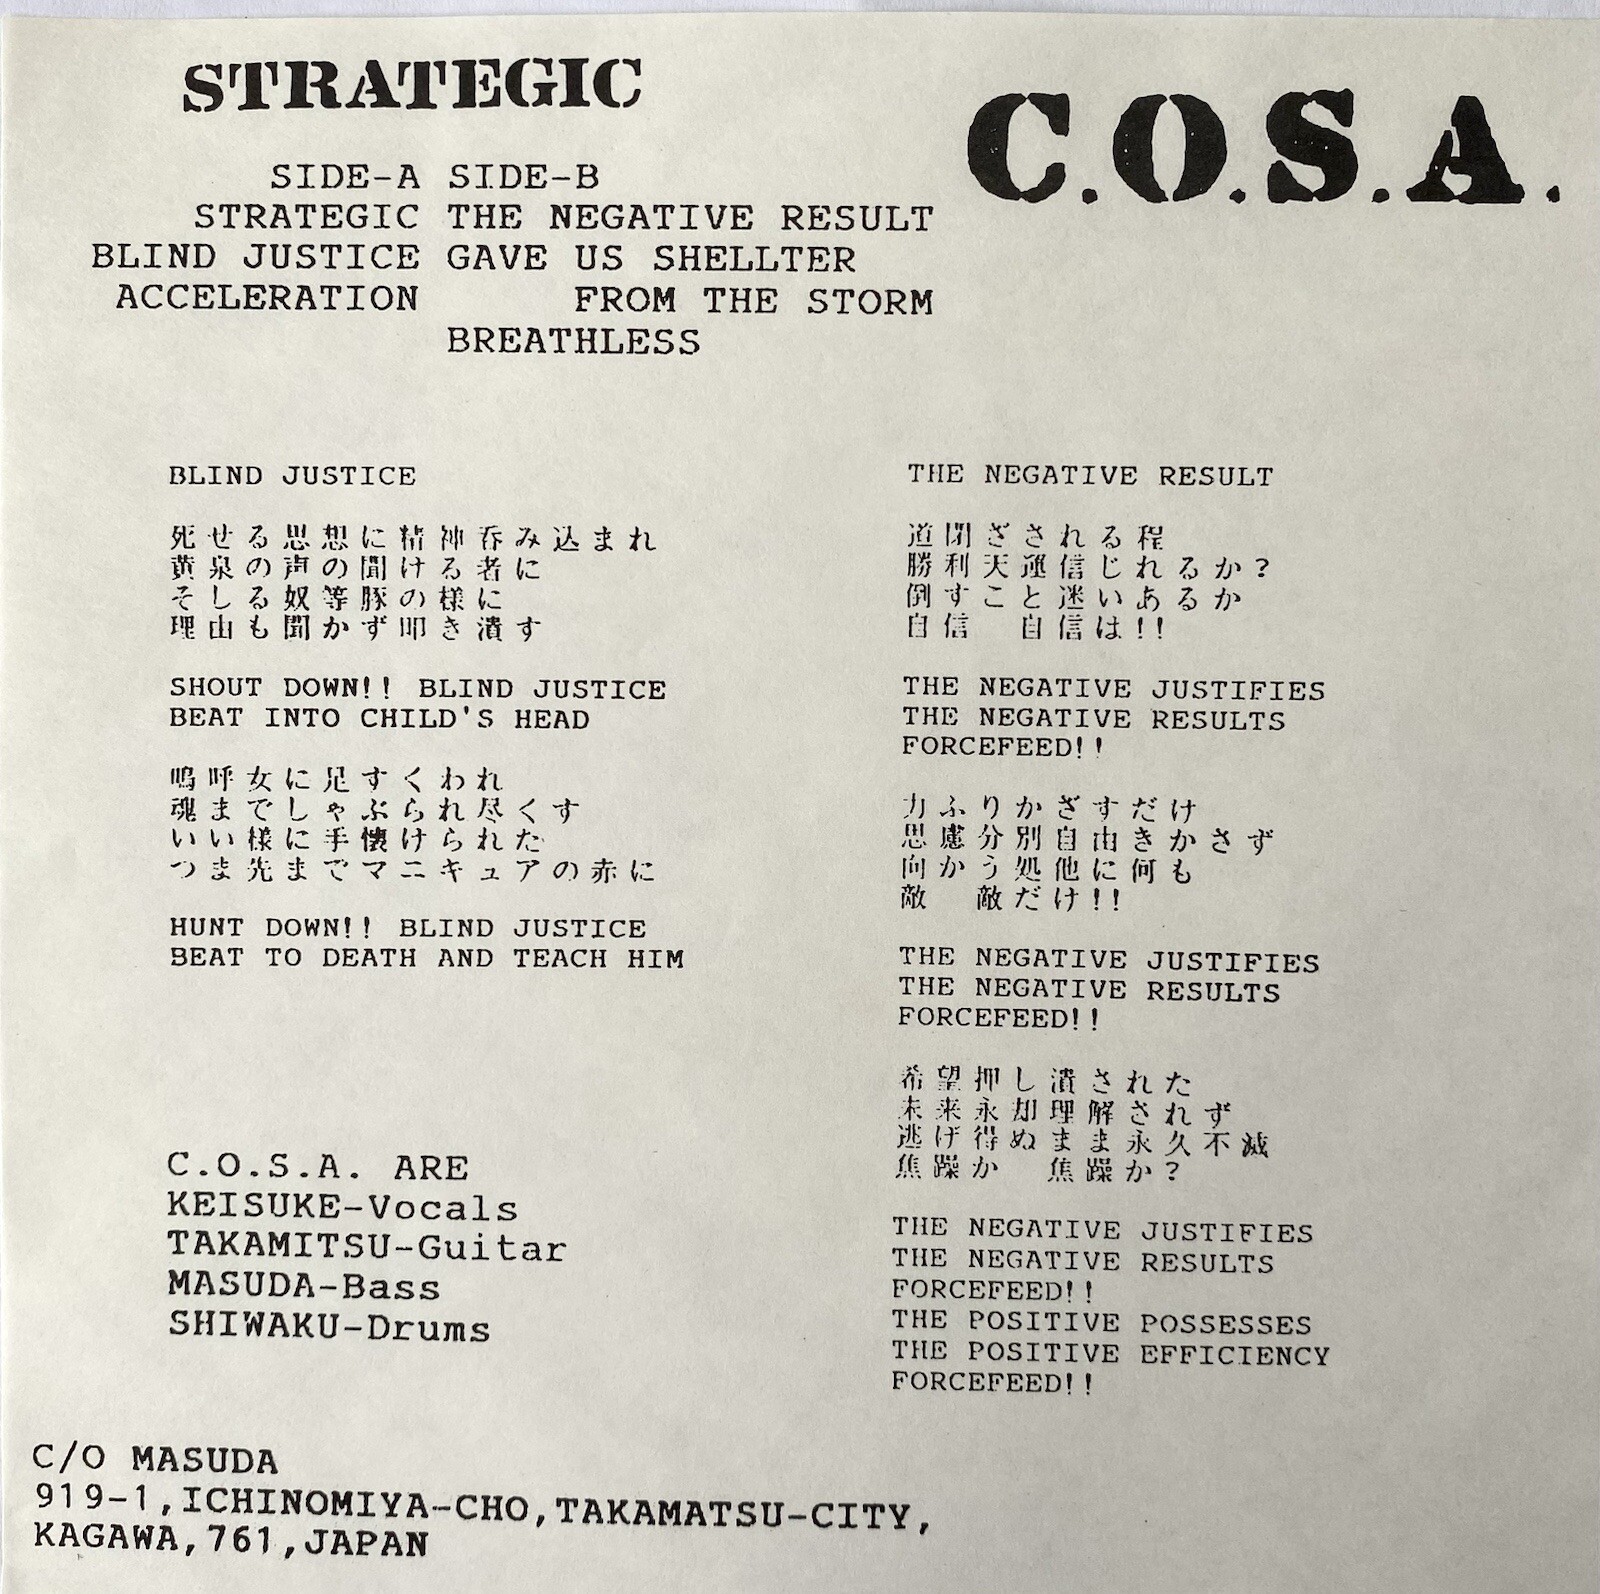 STRATEGIC
C.O.S.A.
SIDE-A SIDE-B
STRATEGIC THE NEGATIVE RESULT
BLIND JUSTICE GAVE US SHELLTER
ACCELERATION FROM THE STORM
BREATHLESS
BLIND JUSTICE
死せる思想に精神呑み込まれ
黄泉の声の聞ける者に
そしる奴等豚の様に
理由も聞かず叩き潰す
SHOUT DOWN!! BLIND JUSTICE
BEAT INTO CHILD'S HEAD
嗚呼女に足すくわれ
魂までしゃぶられ尽くす
いい様に手懐けられた
つま先までマニキュアの赤に
HUNT DOWN!! BLIND JUSTICE
BEAT TO DEATH AND TEACH HIM
C.O.S.A. ARE
KEISUKE-Vocals
TAKAMITSU-Guitar
MASUDA-Bass
SHIWAKU-Drums
THE NEGATIVE RESULT
道閉ざされる程
勝利天運信じれるか?
倒すこと迷いあるか
自信　自信は!!
THE NEGATIVE JUSTIFIES
THE NEGATIVE RESULTS
FORCEFEED!!
力ふりかざすだけ
思慮分別自由きかさず
向かう処他に何も
敵　敵だけ!!
THE NEGATIVE JUSTIFIES
THE NEGATIVE RESULTS
FORCEFEED!!
希望押し潰された
未来永却理解されず
逃げ得ぬまま永久不滅
焦躁か　焦躁か?
THE NEGATIVE JUSTIFIES
THE NEGATIVE RESULTS
FORCEFEED!!
THE POSITIVE POSSESSES
THE POSITIVE EFFICIENCY
FORCEFEED!!
C/O MASUDA
919-1,ICHINOMIYA-CHO,TAKAMATSU-CITY,
KAGAWA,761,JAPAN